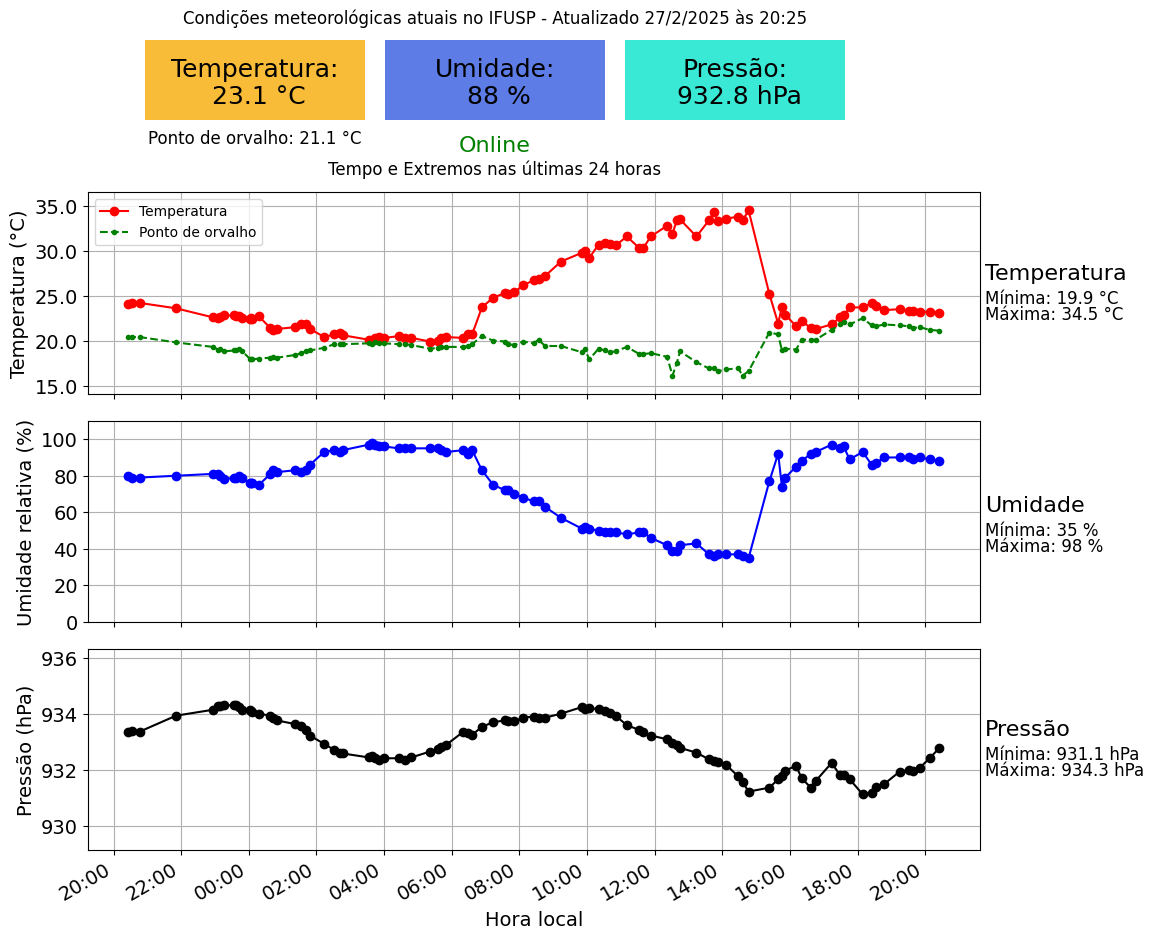 Condições meteorológicas atuais no IFUSP - Atualizado 27/2/2025 às 20:25
Temperatura:
23.1 °C
Umidade:
88 %
Pressão:
932.8 hPa
Ponto de orvalho: 21.1 °C
Online
Tempo e Extremos nas últimas 24 horas
Temperatura (°C)
35.0
30.0
25.0
20.0
15.0
Temperatura
Ponto de orvalho
Temperatura
Mínima: 19.9 °C
Máxima: 34.5 °C
Umidade relativa (%)
100
80
60
40
20
0
Umidade
Mínima: 35 %
Máxima: 98 %
Pressão (hPa)
936
934
932
930
Pressão
Mínima: 931.1 hPa
Máxima: 934.3 hPa
20:00
22:00
00:00
02:00
04:00
06:00
08:00
10:00
12:00
14:00
16:00
18:00
20:00
Hora local